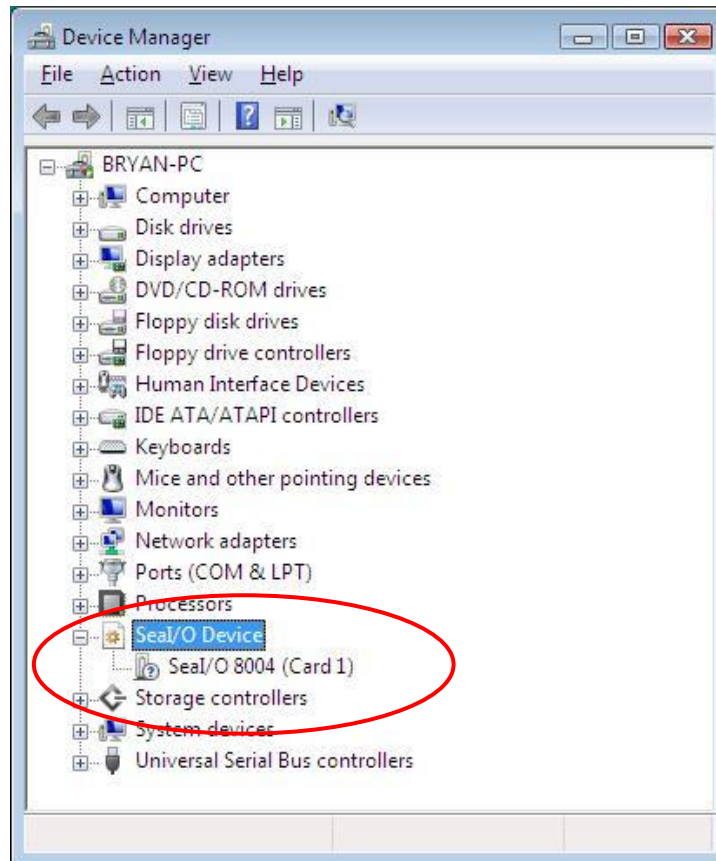 Device Manager
File Action View Help
BRYAN-PC
Computer
Disk drives
Display adapters
DVD/CD-ROM drives
Floppy disk drives
Floppy drive controllers
Human Interface Devices
IDE ATA/ATAPI controllers
Keyboards
Mice and other pointing devices
Monitors
Network adapters
Ports (COM & LPT)
Processors
SeaI/O Device
SeaI/O 8004 (Card 1)
Storage controllers
System devices
Universal Serial Bus controllers